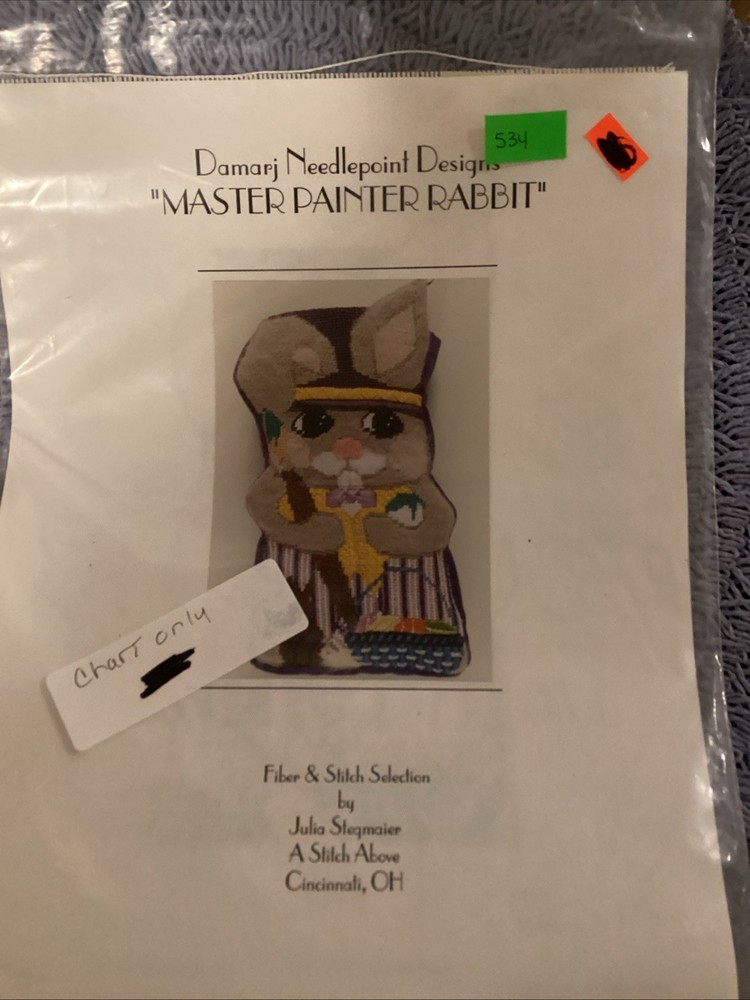 534
Damarj Needlepoint Designs
"MASTER PAINTER RABBIT"
Chart only
Fiber & Stitch Selection
by
Julia Stegmaier
A Stitch Above
Cincinnati, OH